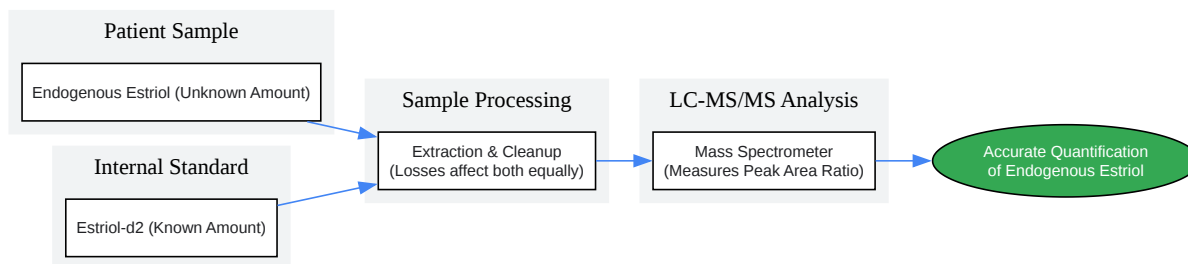 Patient Sample
Endogenous Estriol (Unknown Amount)
Internal Standard
Estriol-d2 (Known Amount)
Sample Processing
Extraction & Cleanup
(Losses affect both equally)
LC-MS/MS Analysis
Mass Spectrometer
(Measures Peak Area Ratio)
Accurate Quantification
of Endogenous Estriol